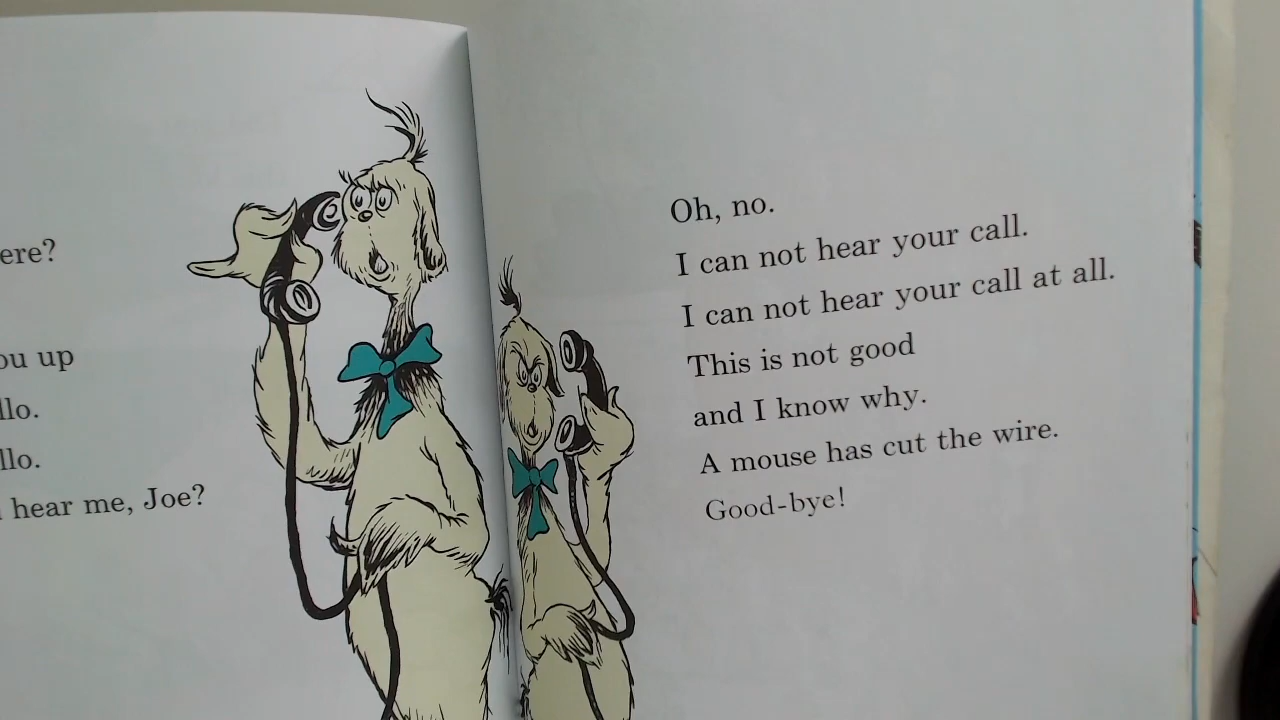 ere?
ou up
llo.
llo.
hear me, Joe?
Oh, no.
I can not hear your call.
I can not hear your call at all.
This is not good
and I know why.
A mouse has cut the wire.
Good-bye!